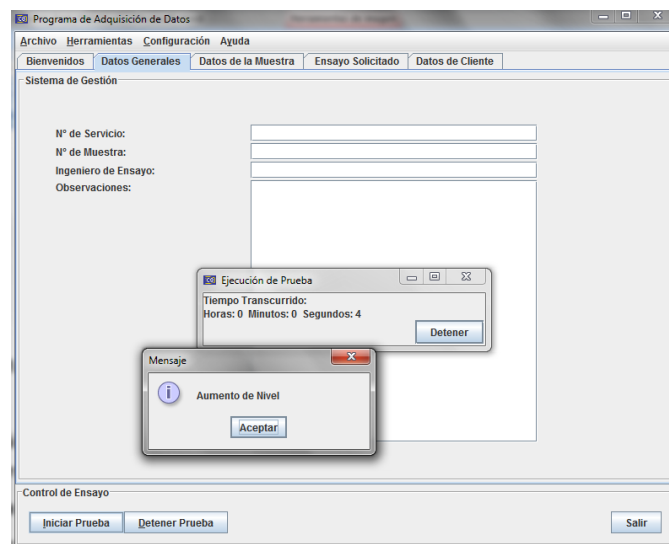 Programa de Adquisición de Datos
Archivo Herramientas Configuración Ayuda
Bienvenidos Datos Generales Datos de la Muestra Ensayo Solicitado Datos de Cliente
Sistema de Gestión
Nº de Servicio:
Nº de Muestra:
Ingeniero de Ensayo:
Observaciones:
Ejecución de Prueba
Tiempo Transcurrido:
Horas: 0 Minutos: 0 Segundos: 4
Detener
Mensaje
Aumento de Nivel
Aceptar
Control de Ensayo
Iniciar Prueba Detener Prueba Salir